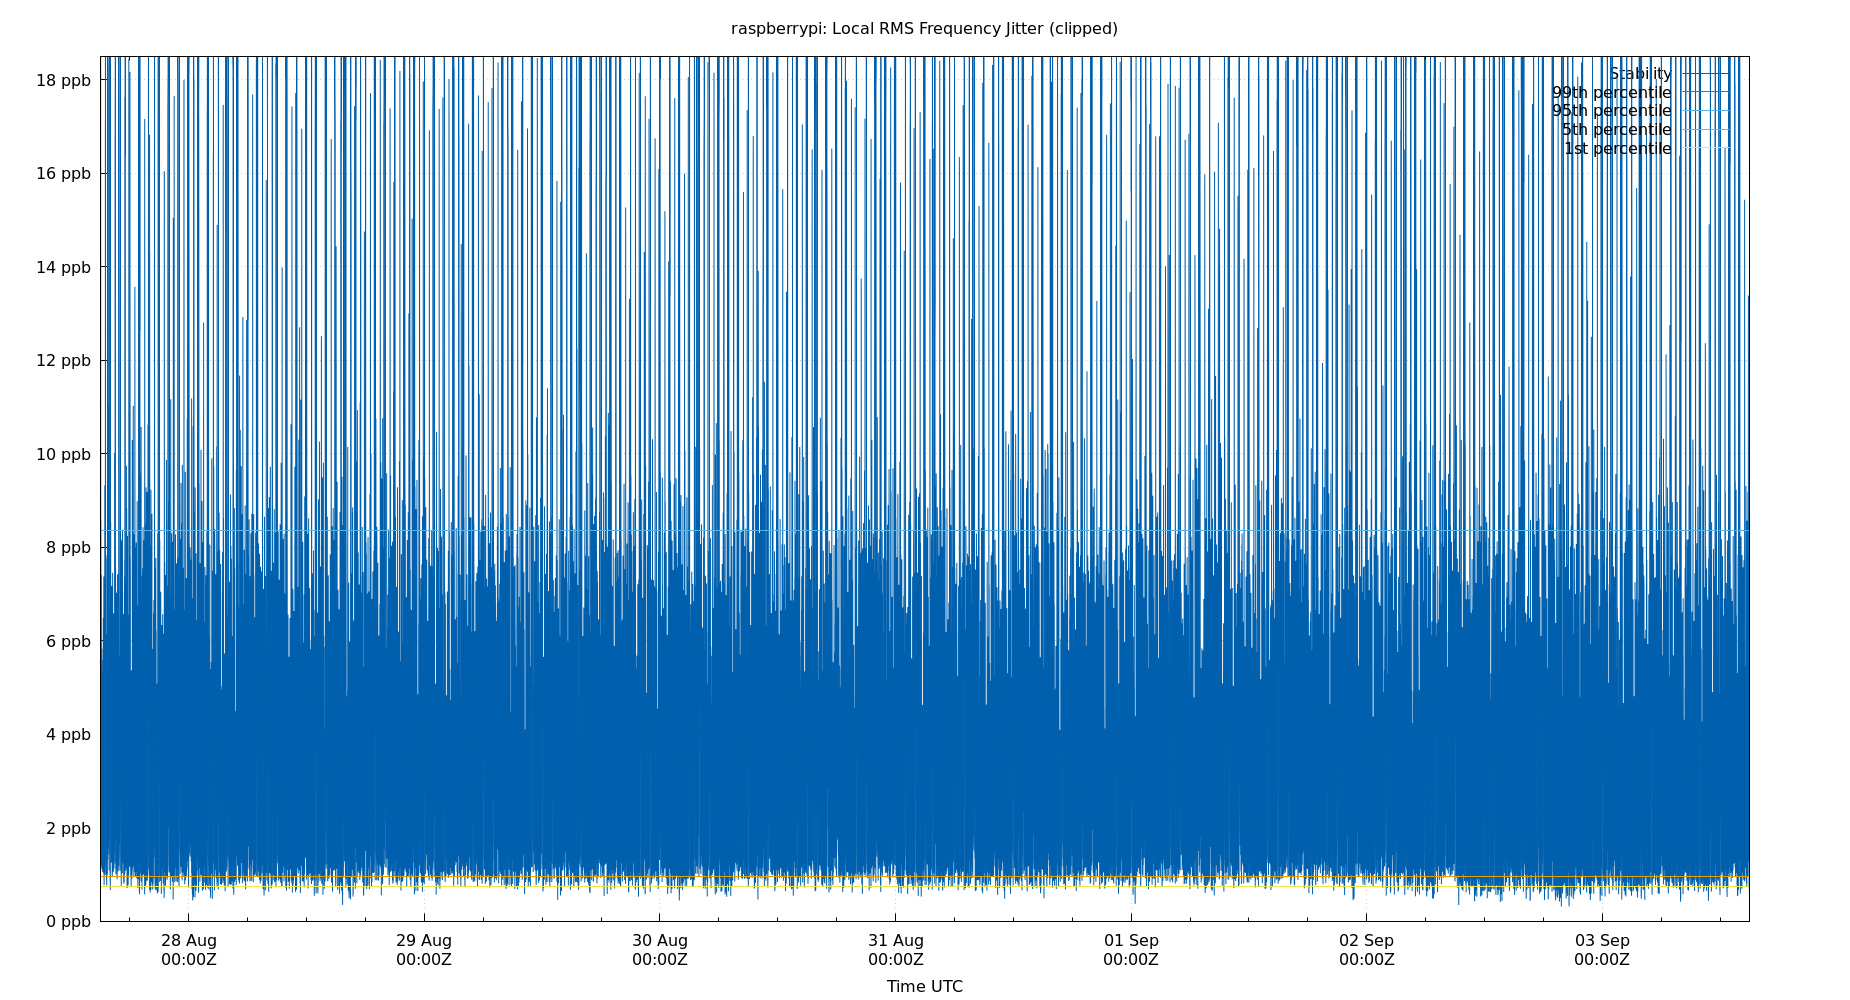 raspberrypi: Local RMS Frequency Jitter (clipped)
18 ppb
16 ppb
14 ppb
12 ppb
10 ppb
8 ppb
6 ppb
4 ppb
2 ppb
0 ppb
Stability
99th percentile
95th percentile
5th percentile
1st percentile
28 Aug
00:00Z
29 Aug
00:00Z
30 Aug
00:00Z
31 Aug
00:00Z
01 Sep
00:00Z
02 Sep
00:00Z
03 Sep
00:00Z
Time UTC